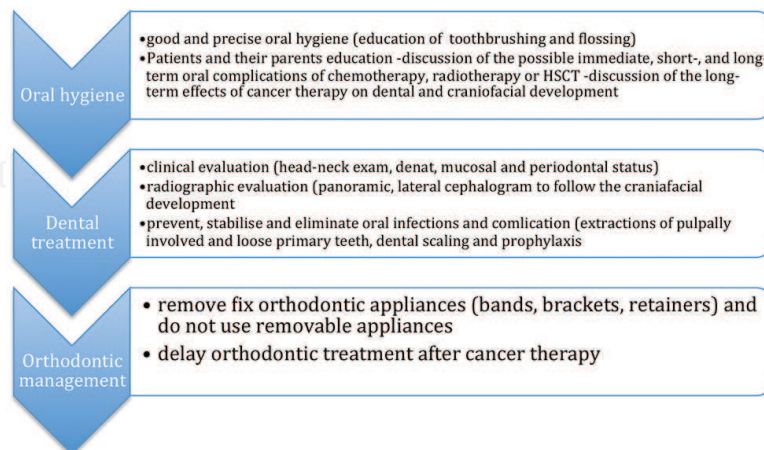 Oral hygiene
•good and precise oral hygiene (education of toothbrushing and flossing)
•Patients and their parents education -discussion of the possible immediate, short-, and long-
term oral complications of chemotherapy, radiotherapy or HSCT -discussion of the long-
term effects of cancer therapy on dental and craniofacial development
Dental
treatment
•clinical evaluation (head-neck exam, denat, mucosal and periodontal status)
•radiographic evaluation (panoramic, lateral cephalogram to follow the craniafacial
development
•prevent, stabilise and eliminate oral infections and comlication (extractions of pulpally
involved and loose primary teeth, dental scaling and prophylaxis
Orthodontic
management
• remove fix orthodontic appliances (bands, brackets, retainers) and
do not use removable appliances
• delay orthodontic treatment after cancer therapy